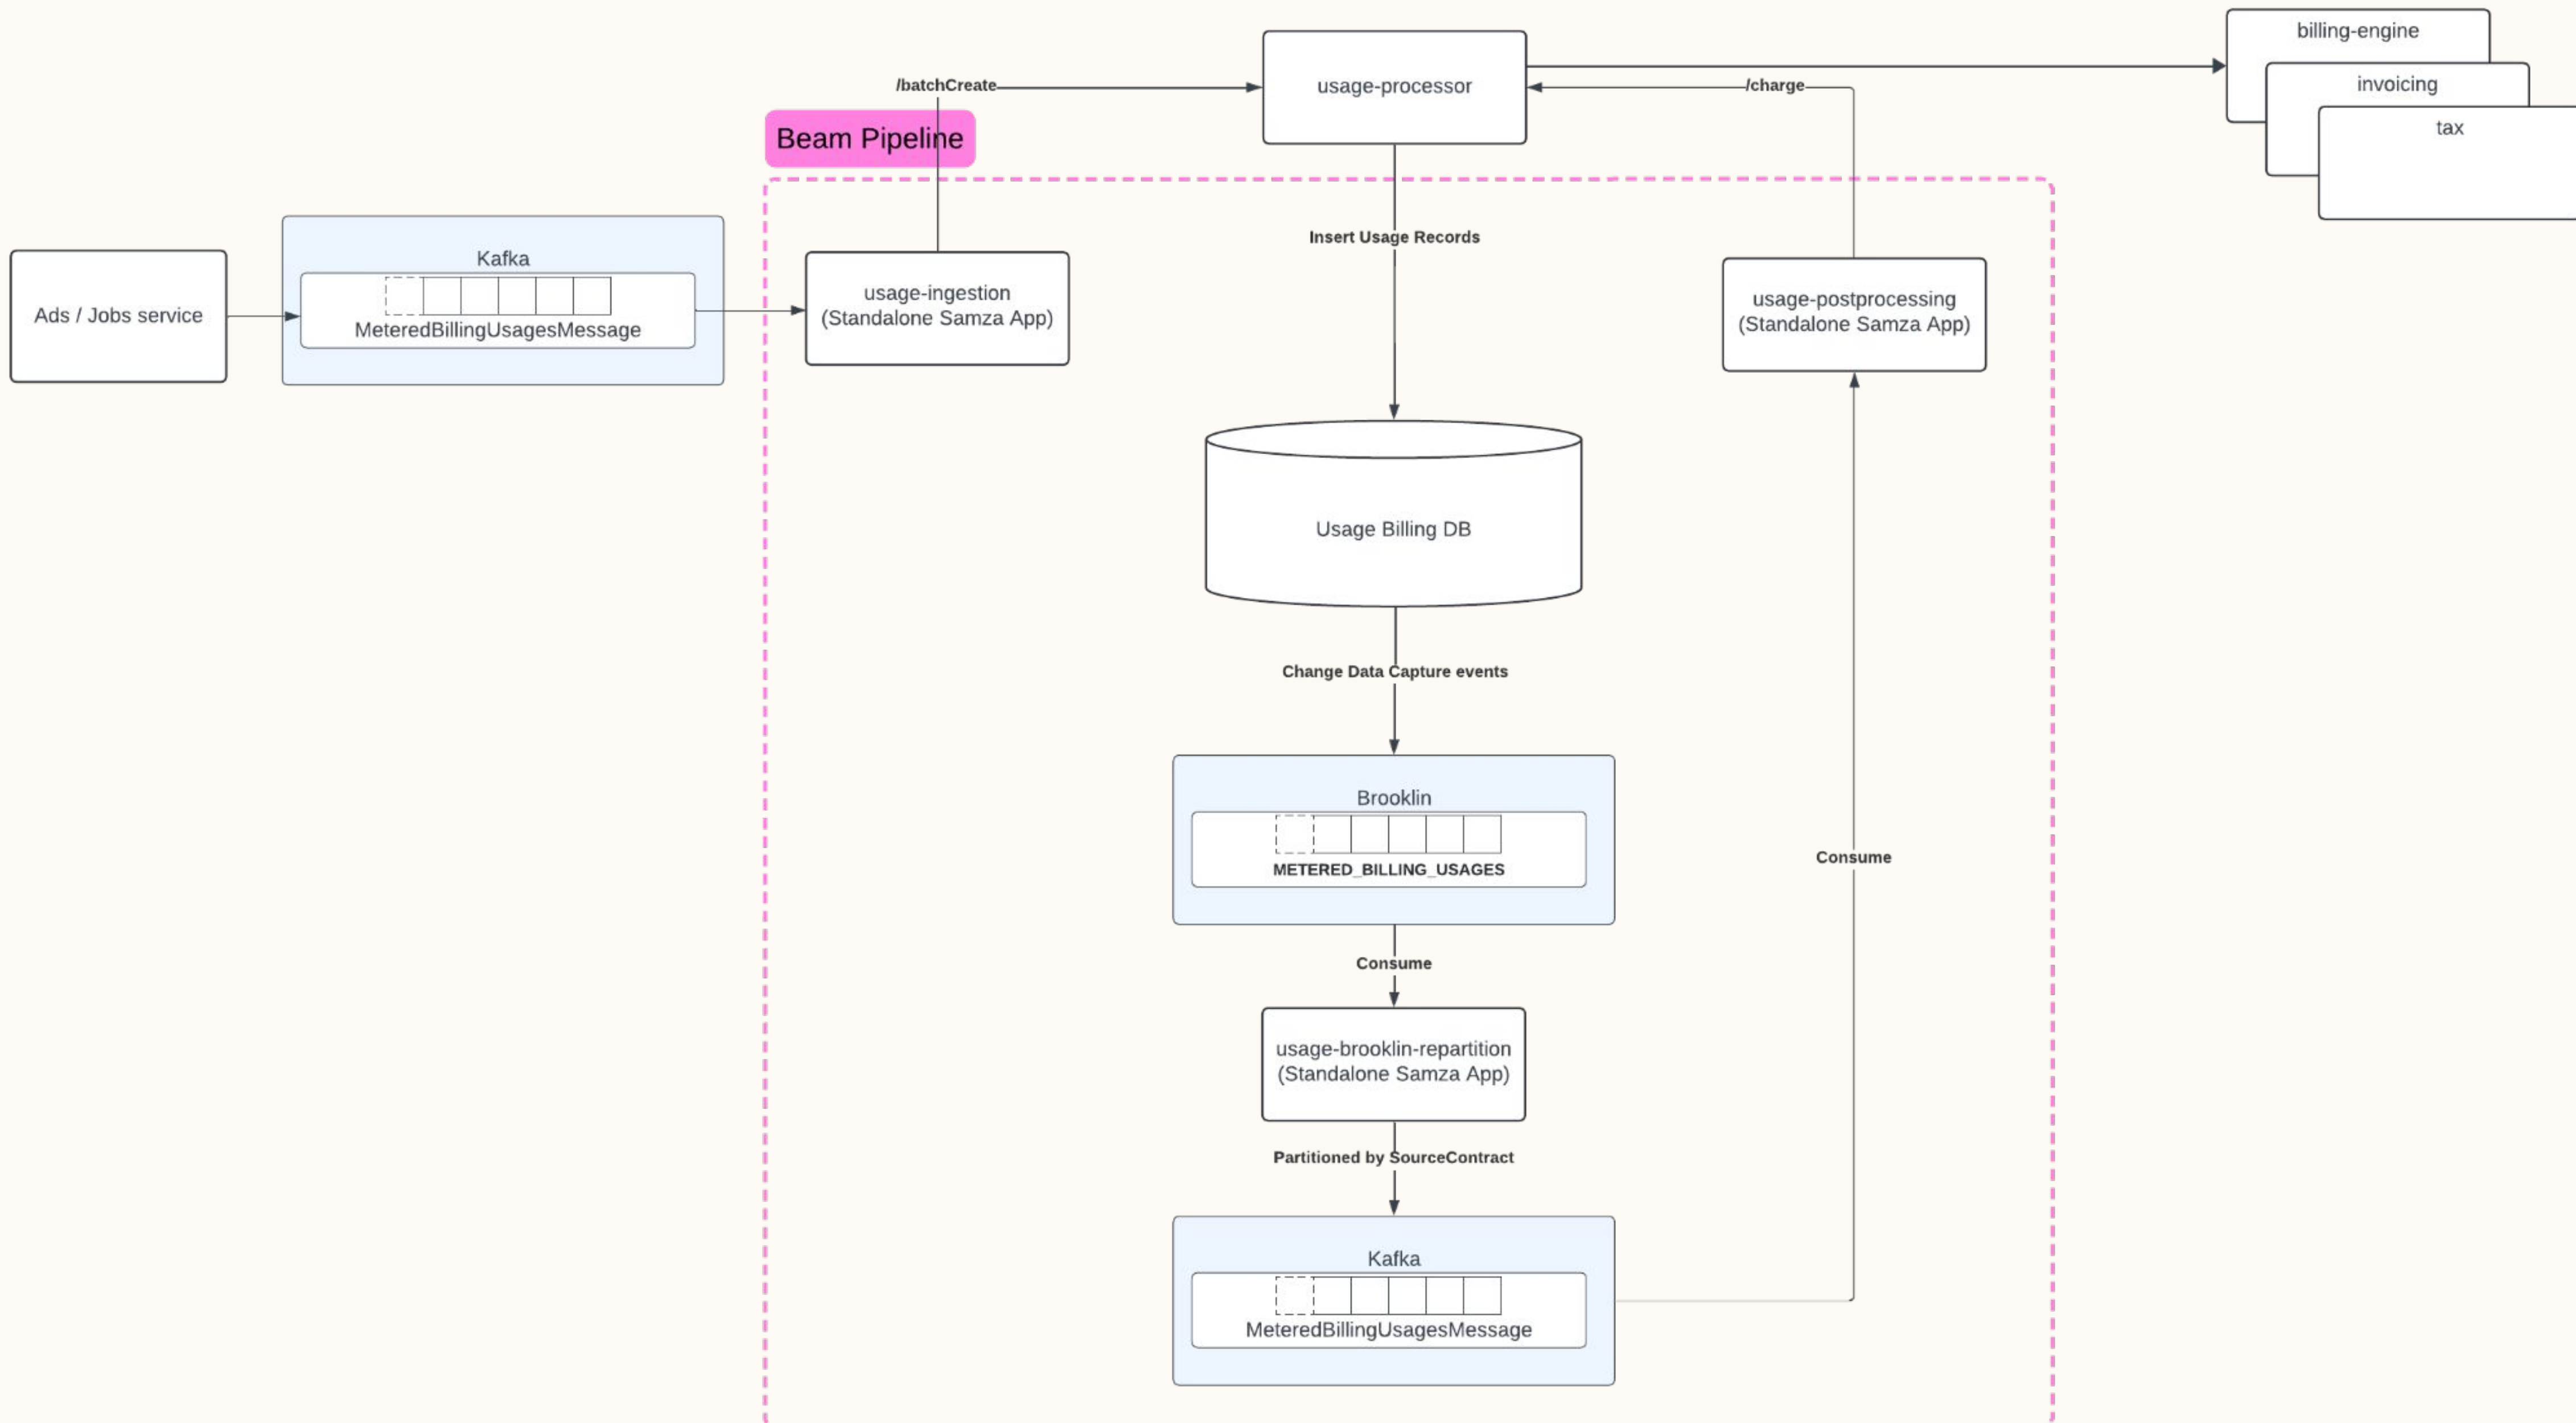 billing-engine
invoicing
tax
usage-processor
/batchCreate
/charge
Beam Pipeline
Insert Usage Records
Kafka
MeteredBillingUsagesMessage
Ads / Jobs service
usage-ingestion
(Standalone Samza App)
usage-postprocessing
(Standalone Samza App)
Usage Billing DB
Change Data Capture events
Brooklin
METERED_BILLING_USAGES
Consume
Consume
usage-brooklin-repartition
(Standalone Samza App)
Partitioned by SourceContract
Kafka
MeteredBillingUsagesMessage